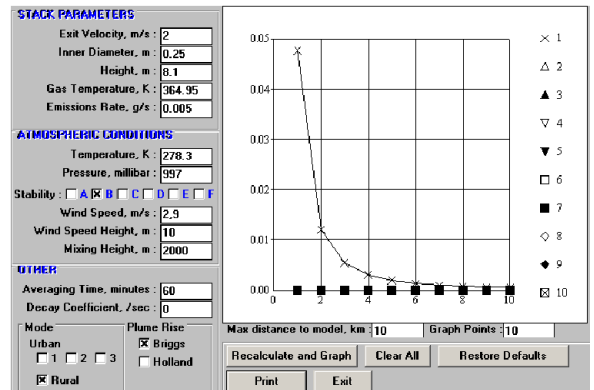 STACK PARAMETERS
Exit Velocity, m/s : 2
Inner Diameter, m : 0.25
Height, m : 8.1
Gas Temperature, K : 364.95
Emissions Rate, g/s : 0.005
ATMOSPHERIC CONDITIONS
Temperature, K : 278.3
Pressure, millibar : 997
Stability : A B C D E F
Wind Speed, m/s : 2,9
Wind Speed Height, m : 10
Mixing Height, m : 2000
OTHER
Averaging Time, minutes : 60
Decay Coefficient, /sec : 0
Mode
Urban
1 2 3
Rural
Plume Rise
Briggs
Holland
0.05
0.04
0.03
0.02
0.01
0.00
0 2 4 6 8 10
1
2
3
4
5
6
7
8
9
10
Max distance to model, km : 10 Graph Points : 10
Recalculate and Graph Clear All Restore Defaults
Print Exit